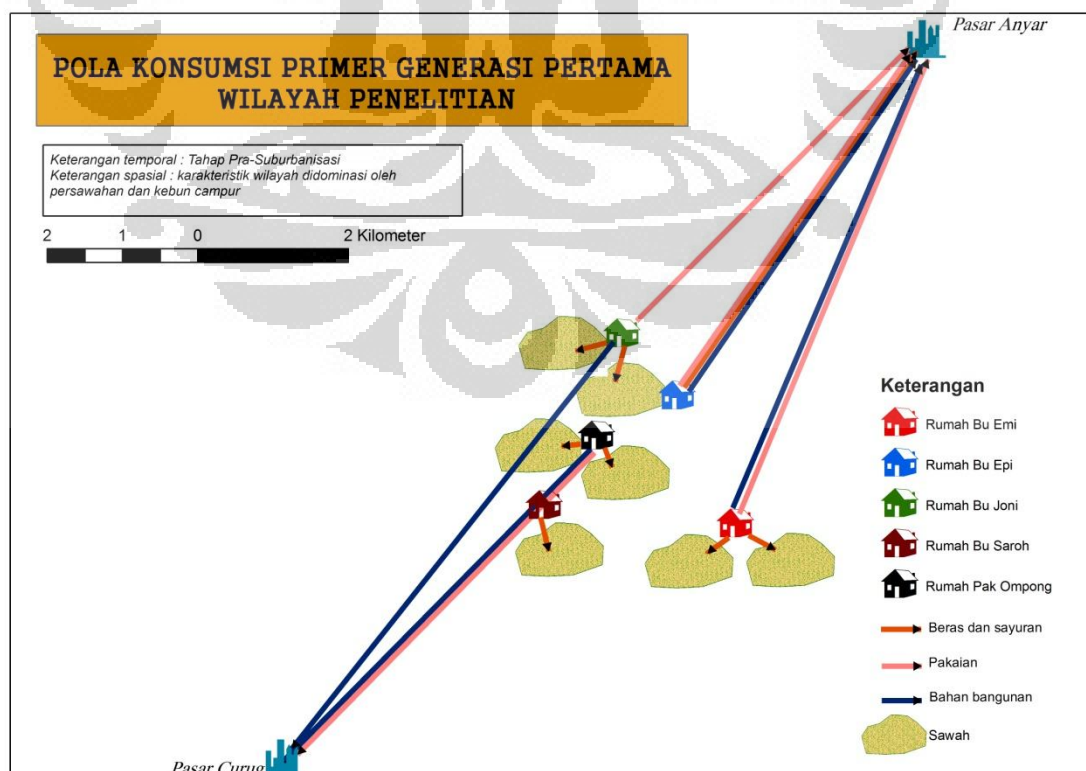 Pasar Anyar
POLA KONSUMSI PRIMER GENERASI PERTAMA
WILAYAH PENELITIAN
Keterangan temporal : Tahap Pra-Suburbanisasi
Keterangan spasial : karakteristik wilayah didominasi oleh
persawahan dan kebun campur
2 1 0 2 Kilometer
Keterangan
Rumah Bu Emi
Rumah Bu Epi
Rumah Bu Joni
Rumah Bu Saroh
Rumah Pak Ompong
Beras dan sayuran
Pakaian
Bahan bangunan
Sawah
Pasar Curug